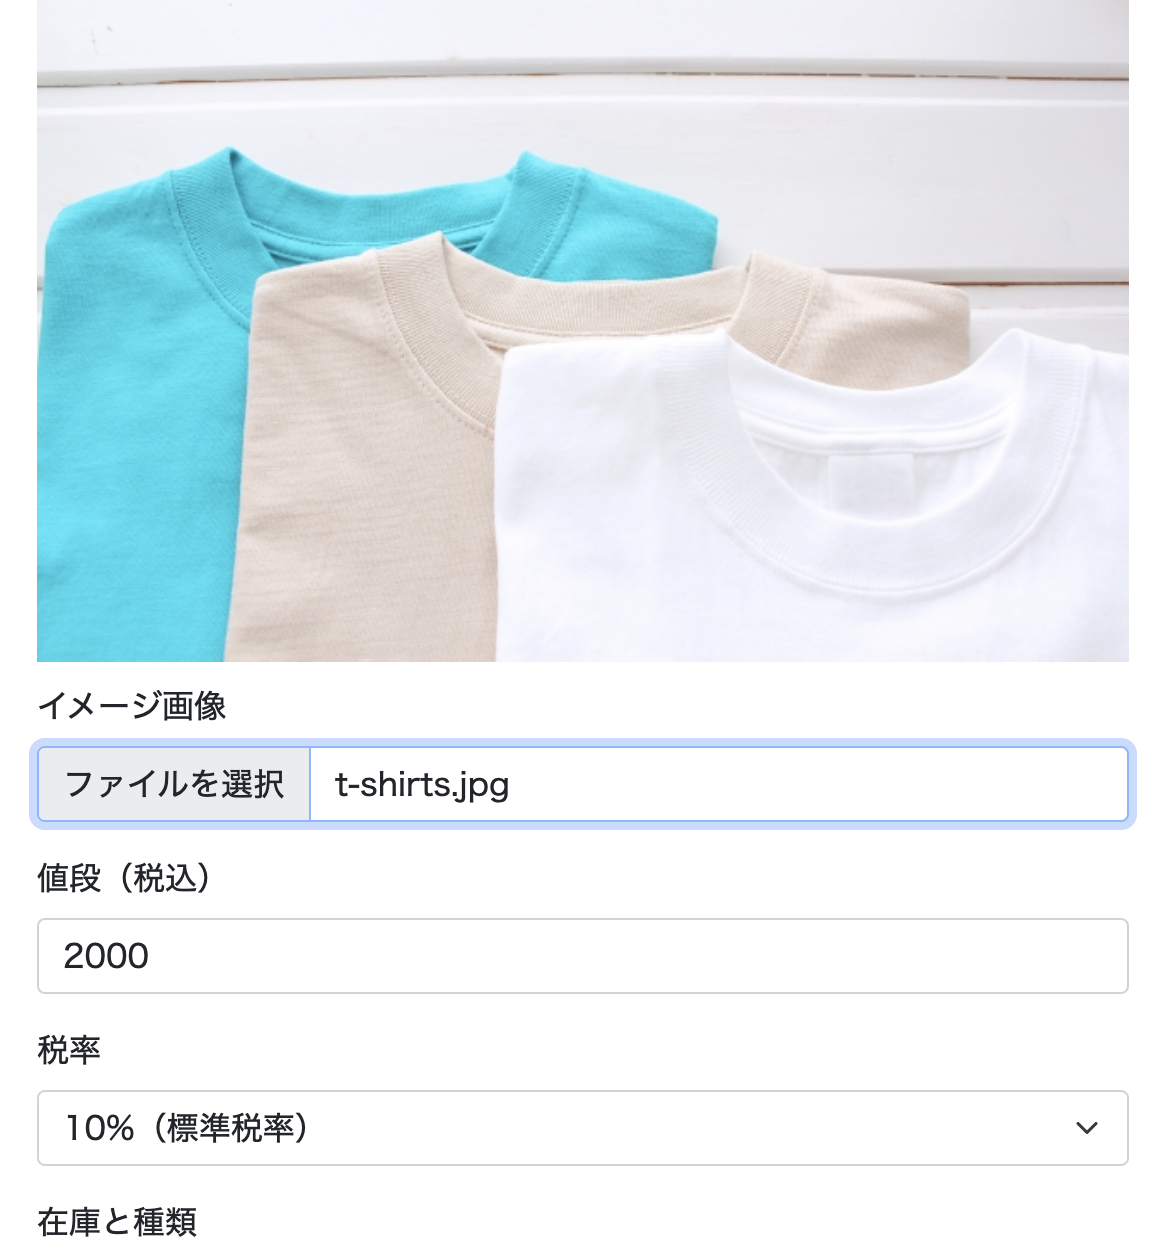 イメージ画像
ファイルを選択 t-shirts.jpg
値段（税込）
2000
税率
10%（標準税率）
在庫と種類